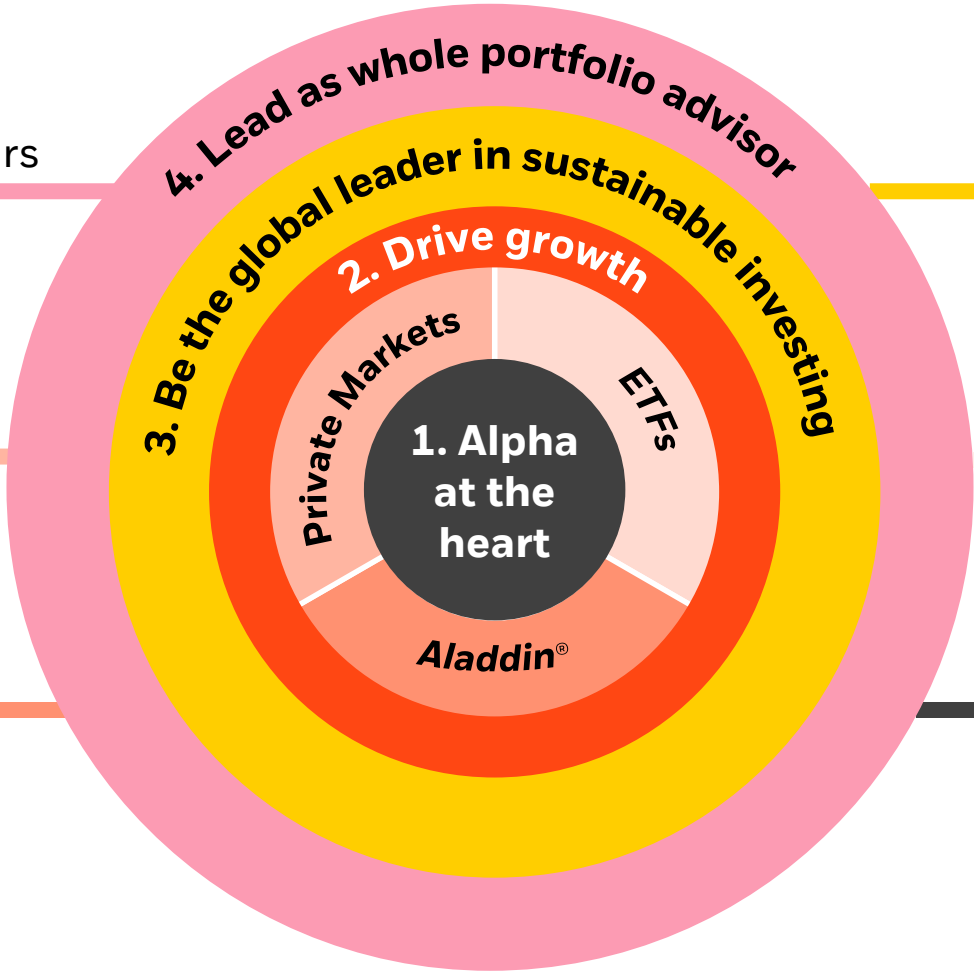 rs
4. Lead as whole portfolio advisor
3. Be the global leader in sustainable investing
2. Drive growth
Private Markets
ETFs
Aladdin®
1. Alpha
at the
heart